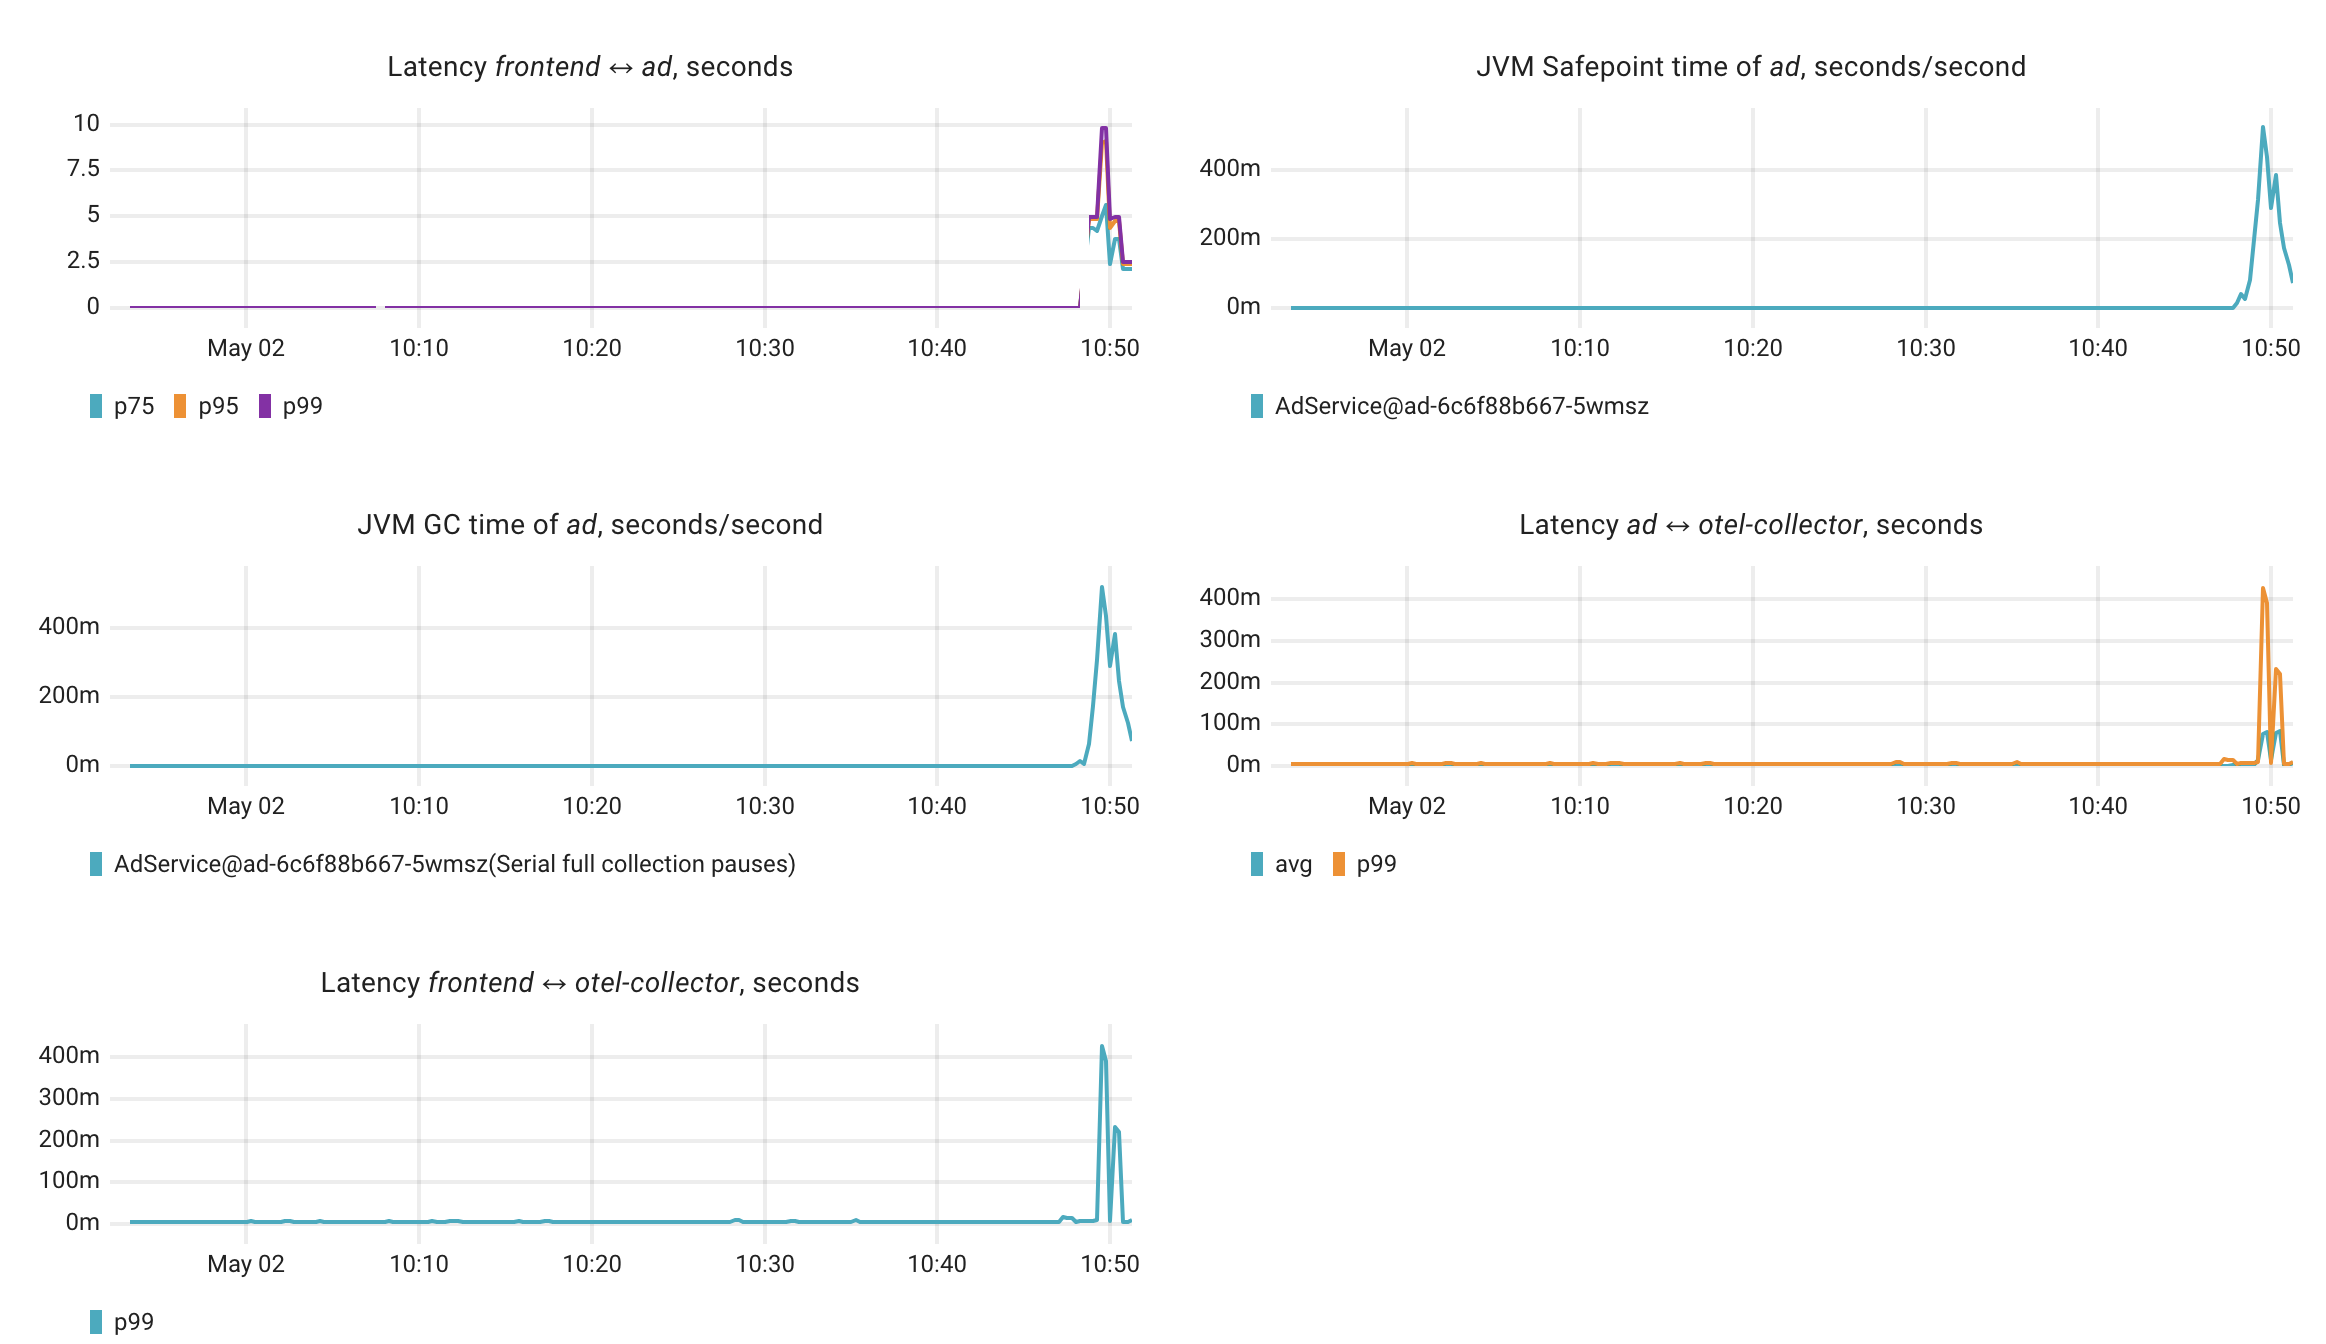 Latency frontend ↔ ad, seconds
10
7.5
5
2.5
0
May 02 10:10 10:20 10:30 10:40 10:50
p75 p95 p99
JVM Safepoint time of ad, seconds/second
400m
200m
0m
May 02 10:10 10:20 10:30 10:40 10:50
AdService@ad-6c6f88b667-5wmsz
JVM GC time of ad, seconds/second
400m
200m
0m
May 02 10:10 10:20 10:30 10:40 10:50
AdService@ad-6c6f88b667-5wmsz(Serial full collection pauses)
Latency ad ↔ otel-collector, seconds
400m
300m
200m
100m
0m
May 02 10:10 10:20 10:30 10:40 10:50
avg p99
Latency frontend ↔ otel-collector, seconds
400m
300m
200m
100m
0m
May 02 10:10 10:20 10:30 10:40 10:50
p99